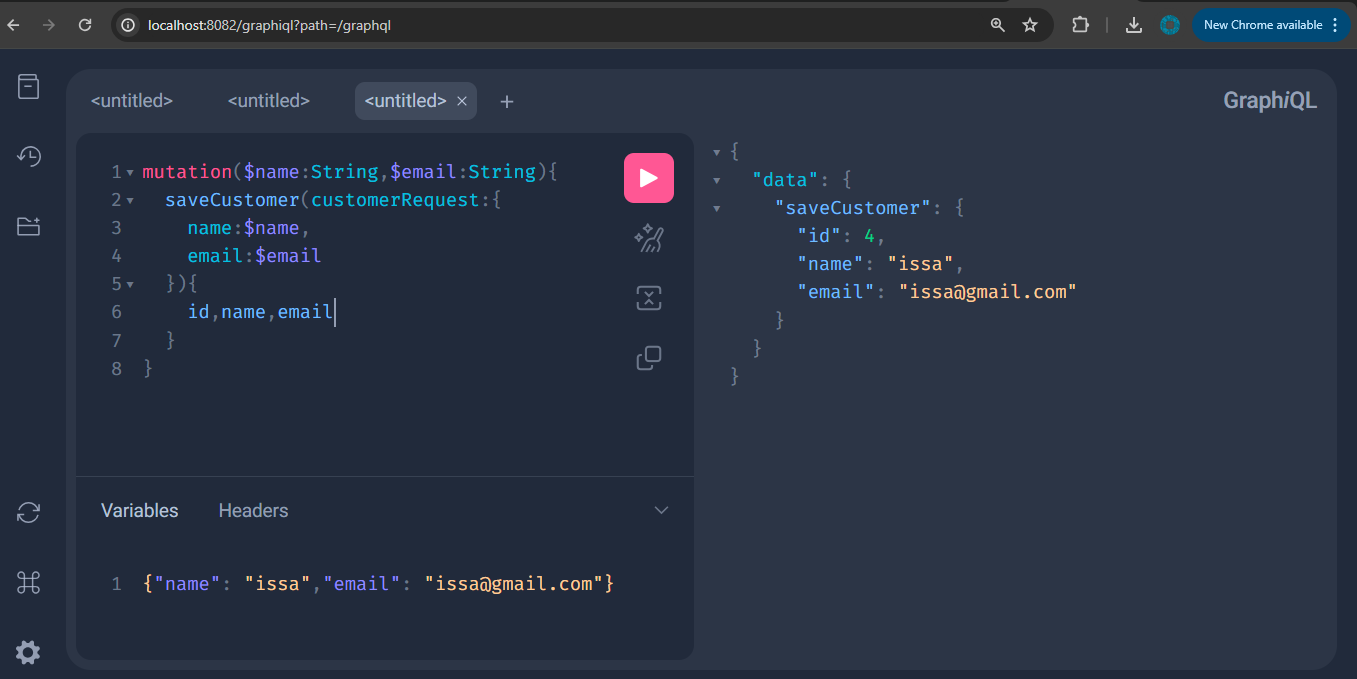 localhost:8082/graphiql?path=/graphql
New Chrome available
<untitled>
<untitled>
<untitled>
GraphiQL
1 mutation($name:String,$email:String){
2 saveCustomer(customerRequest:{
3 name:$name,
4 email:$email
5 }){
6 id,name,email
7 }
8 }
{
"data": {
"saveCustomer": {
"id": 4,
"name": "issa",
"email": "issa@gmail.com"
}
}
}
Variables
Headers
1 {"name": "issa","email": "issa@gmail.com"}